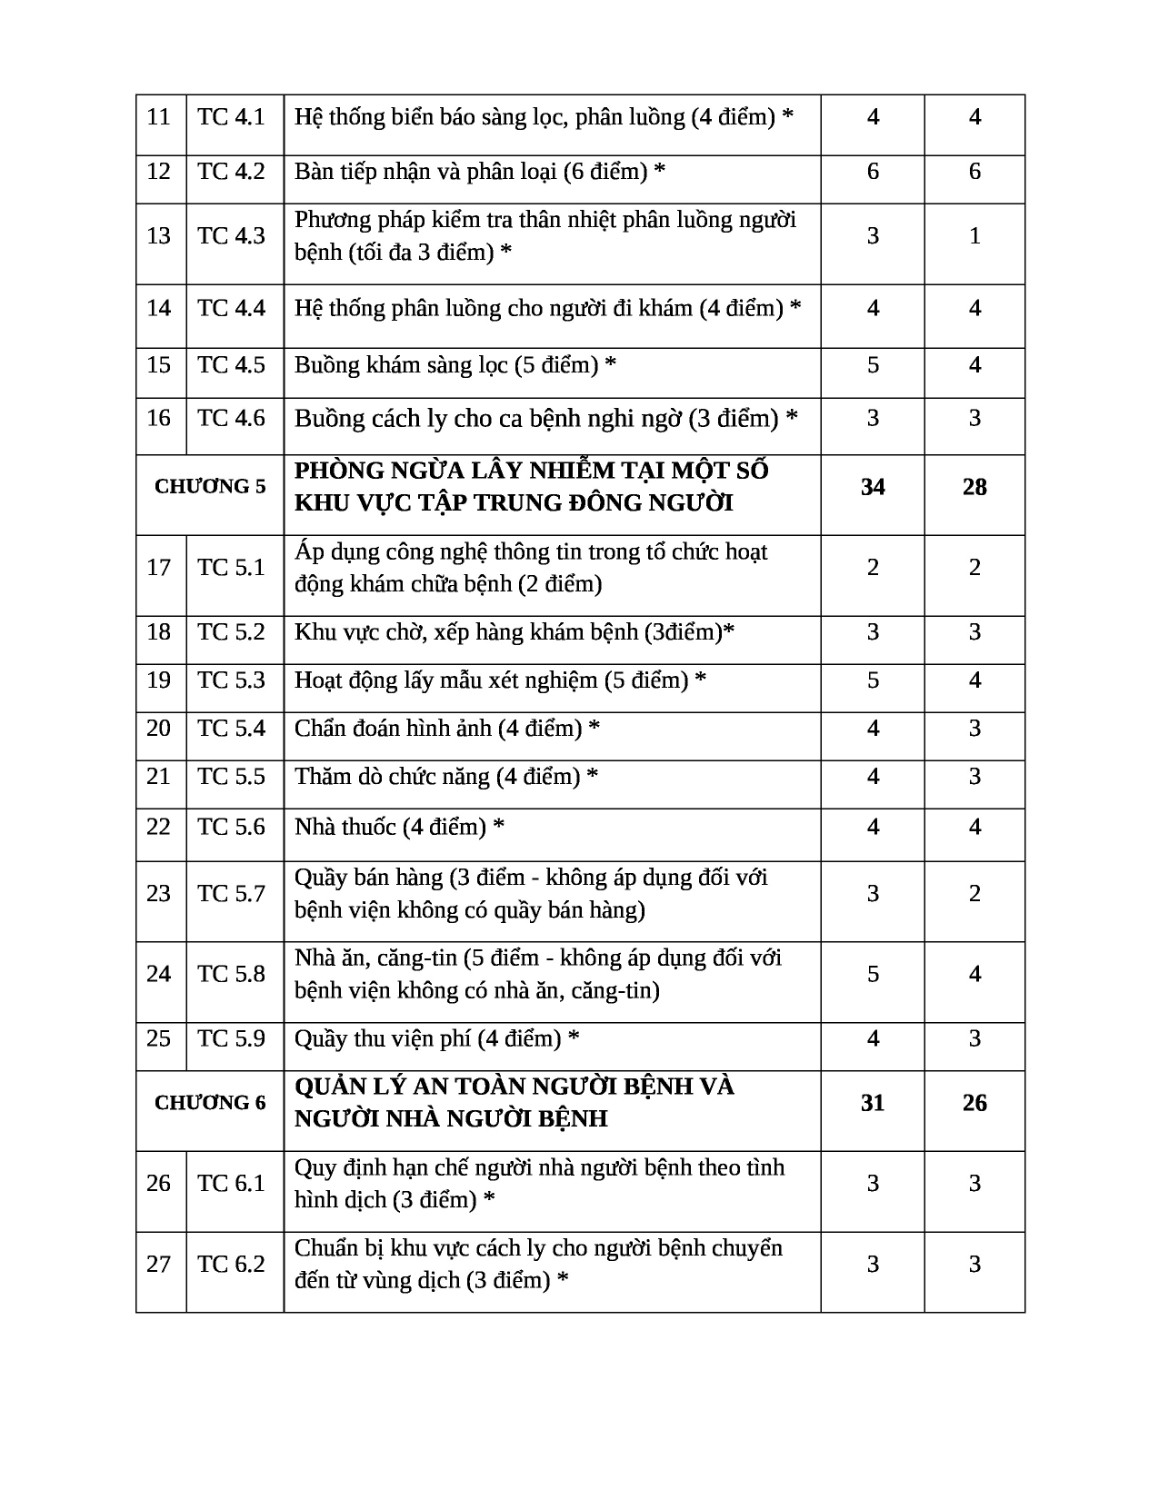 11 TC 4.1 Hệ thống biển báo sàng lọc, phân luồng (4 điểm) * 4 4
12 TC 4.2 Bàn tiếp nhận và phân loại (6 điểm) * 6 6
13 TC 4.3 Phương pháp kiểm tra thân nhiệt phân luồng người
bệnh (tối đa 3 điểm) * 3 1
14 TC 4.4 Hệ thống phân luồng cho người đi khám (4 điểm) * 4 4
15 TC 4.5 Buồng khám sàng lọc (5 điểm) * 5 4
16 TC 4.6 Buồng cách ly cho ca bệnh nghi ngờ (3 điểm) * 3 3
CHƯƠNG 5 PHÒNG NGỪA LÂY NHIỄM TẠI MỘT SỐ
KHU VỰC TẬP TRUNG ĐÔNG NGƯỜI 34 28
17 TC 5.1 Áp dụng công nghệ thông tin trong tổ chức hoạt
động khám chữa bệnh (2 điểm) 2 2
18 TC 5.2 Khu vực chờ, xếp hàng khám bệnh (3điểm)* 3 3
19 TC 5.3 Hoạt động lấy mẫu xét nghiệm (5 điểm) * 5 4
20 TC 5.4 Chẩn đoán hình ảnh (4 điểm) * 4 3
21 TC 5.5 Thăm dò chức năng (4 điểm) * 4 3
22 TC 5.6 Nhà thuốc (4 điểm) * 4 4
23 TC 5.7 Quầy bán hàng (3 điểm - không áp dụng đối với
bệnh viện không có quầy bán hàng) 3 2
24 TC 5.8 Nhà ăn, căng-tin (5 điểm - không áp dụng đối với
bệnh viện không có nhà ăn, căng-tin) 5 4
25 TC 5.9 Quầy thu viện phí (4 điểm) * 4 3
CHƯƠNG 6 QUẢN LÝ AN TOÀN NGƯỜI BỆNH VÀ
NGƯỜI NHÀ NGƯỜI BỆNH 31 26
26 TC 6.1 Quy định hạn chế người nhà người bệnh theo tình
hình dịch (3 điểm) * 3 3
27 TC 6.2 Chuẩn bị khu vực cách ly cho người bệnh chuyển
đến từ vùng dịch (3 điểm) * 3 3